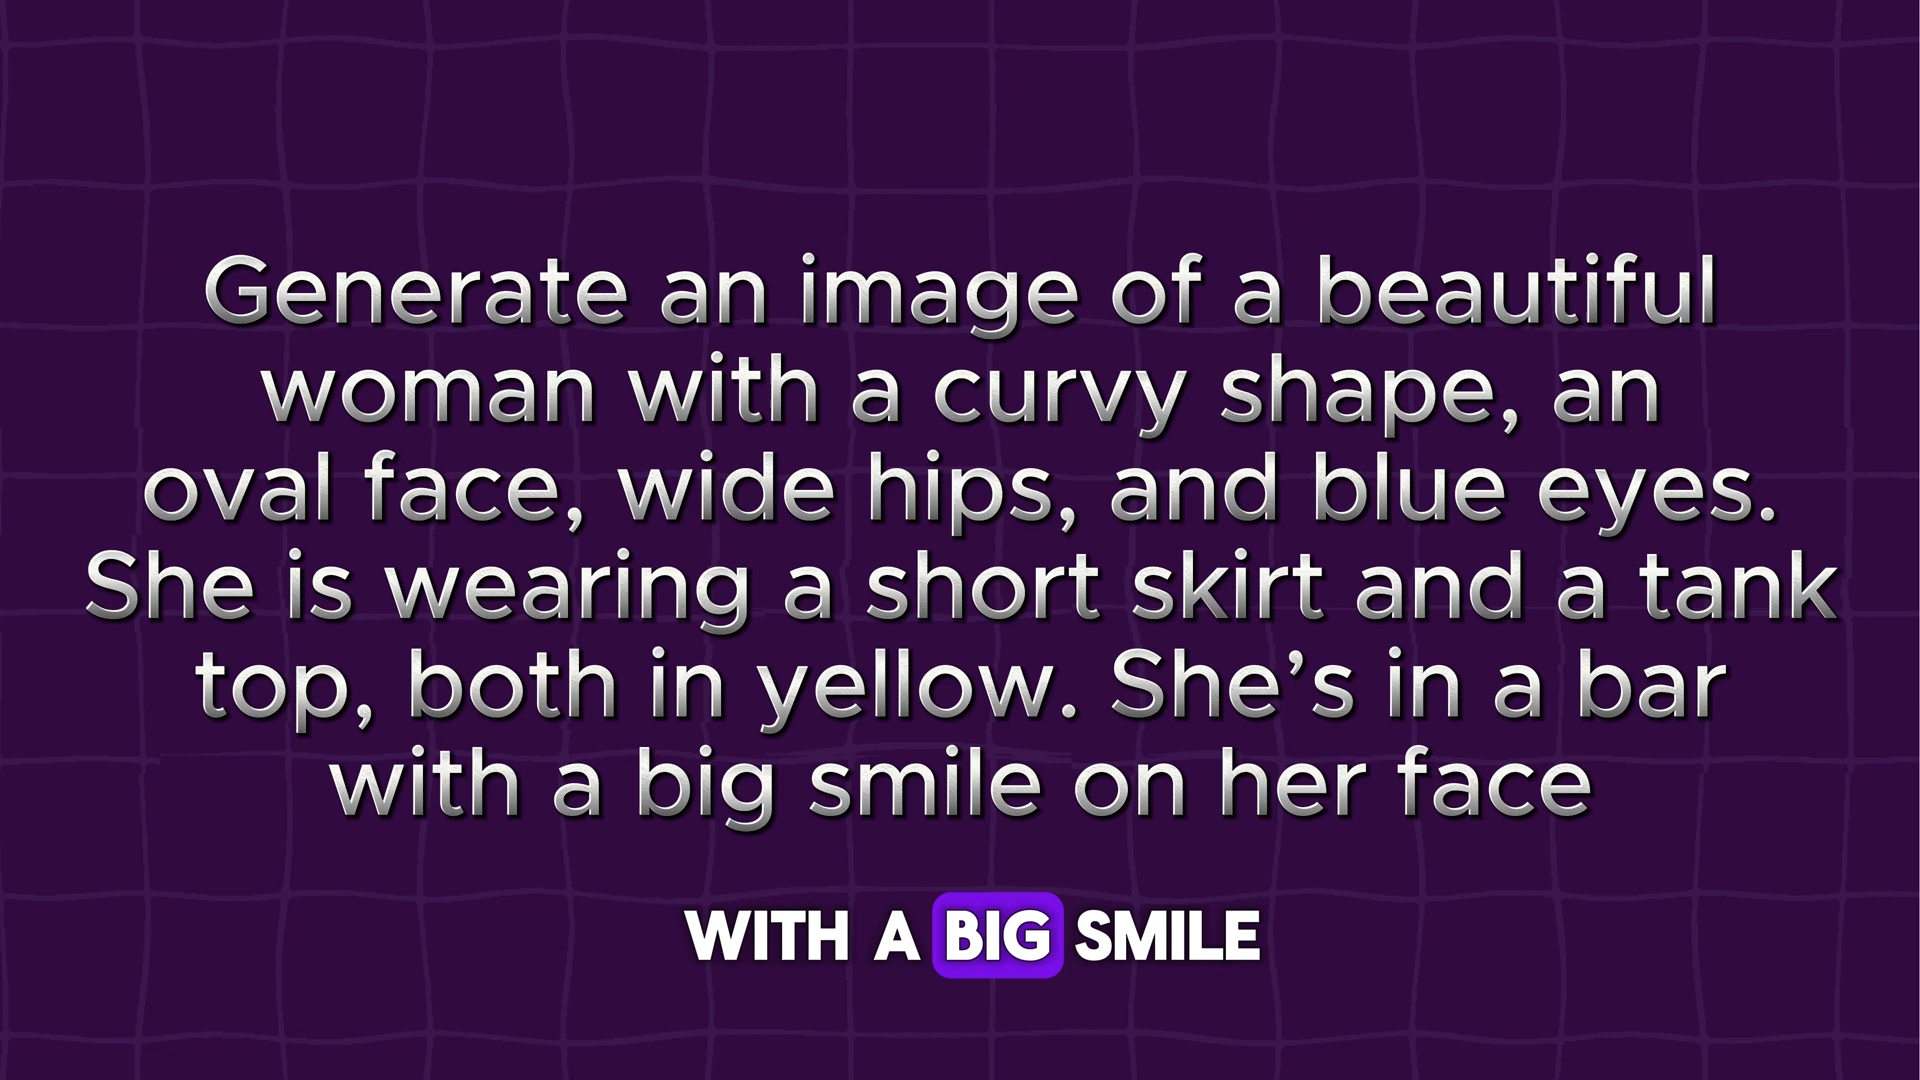 Generate an image of a beautiful
woman with a curvy shape, an
oval face, wide hips, and blue eyes.
She is wearing a short skirt and a tank
top, both in yellow. She’s in a bar
with a big smile on her face
WITH A BIG SMILE